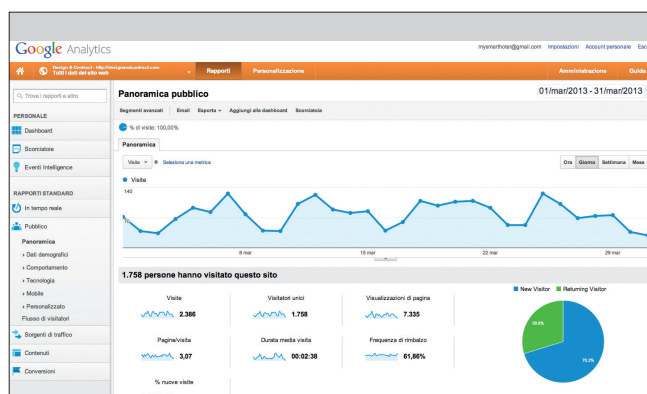 Google Analytics
mysmarthotel@gmail.com Impostazioni Account personale Esc
Design & Contract - http://designandcontract.com
Tutti i dati del sito web
Rapporti Personalizzazione Amministrazione Guida
Trova i rapporti e altro
Panoramica pubblico
01/mar/2013 - 31/mar/2013
PERSONALE
Segmenti avanzati Email Esporta Aggiungi alla dashboard Scorciatoia
Dashboard
% di visite: 100,00%
Scorciatoie
Panoramica
Eventi Intelligence
Visite Seleziona una metrica
Ora Giorno Settimana Mese
Visite
RAPPORTI STANDARD
140
In tempo reale
70
Pubblico
Panoramica
8 mar 15 mar 22 mar 29 mar
Dati demografici
Comportamento
1.758 persone hanno visitato questo sito
Tecnologia
Mobile
New Visitor Returning Visitor
Personalizzato
Visite Visitatori unici Visualizzazioni di pagina
Flusso di visitatori
2.386 1.758 7.335
Sorgenti di traffico
Pagine/visita Durata media visita Frequenza di rimbalzo
Contenuti
3,07 00:02:38 61,86%
Conversioni
% nuove visite